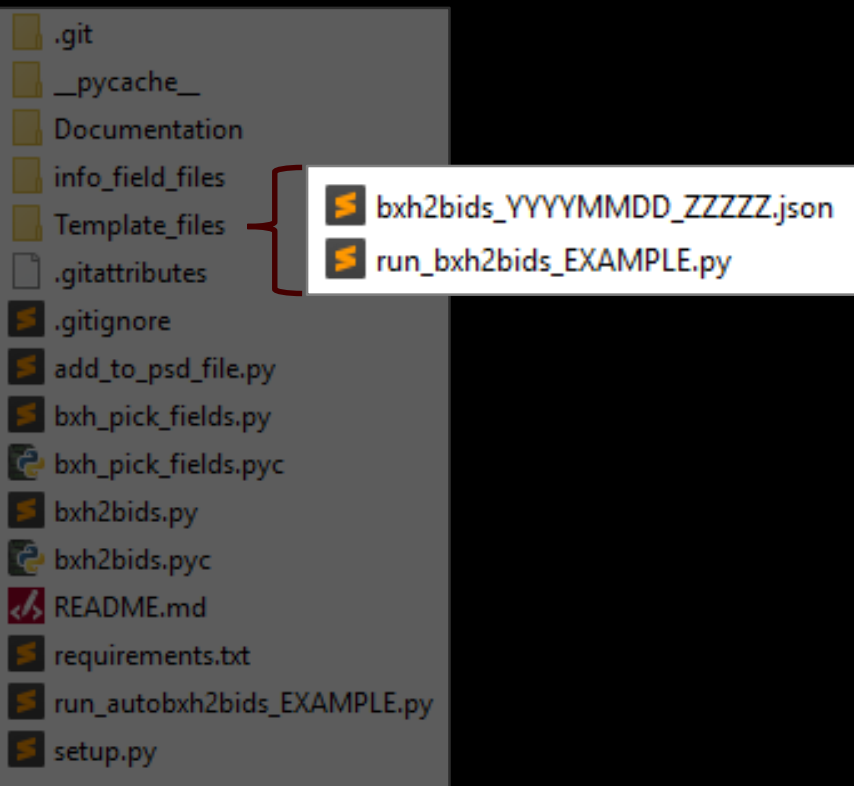 .git
__pycache__
Documentation
info_field_files
Template_files
.gitattributes
.gitignore
add_to_psd_file.py
bxh_pick_fields.py
bxh_pick_fields.pyc
bxh2bids.py
bxh2bids.pyc
README.md
requirements.txt
run_autobxh2bids_EXAMPLE.py
setup.py
bxh2bids_YYYYMMDD_ZZZZZ.json
run_bxh2bids_EXAMPLE.py